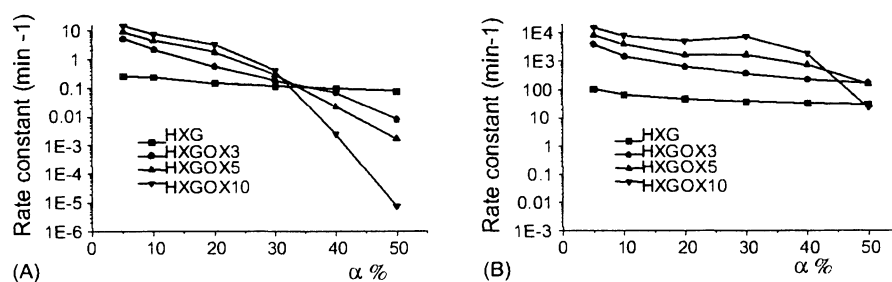 Rate constant (min -1)
10
1
0.1
0.01
1E-3
1E-4
1E-5
1E-6
HXG
HXGOX3
HXGOX5
HXGOX10
0 10 20 30 40 50
(A)
α %
Rate constant (min-1)
1E4
1E3
100
10
1
0.1
0.01
1E-3
HXG
HXGOX3
HXGOX5
HXGOX10
0 10 20 30 40 50
(B)
α %